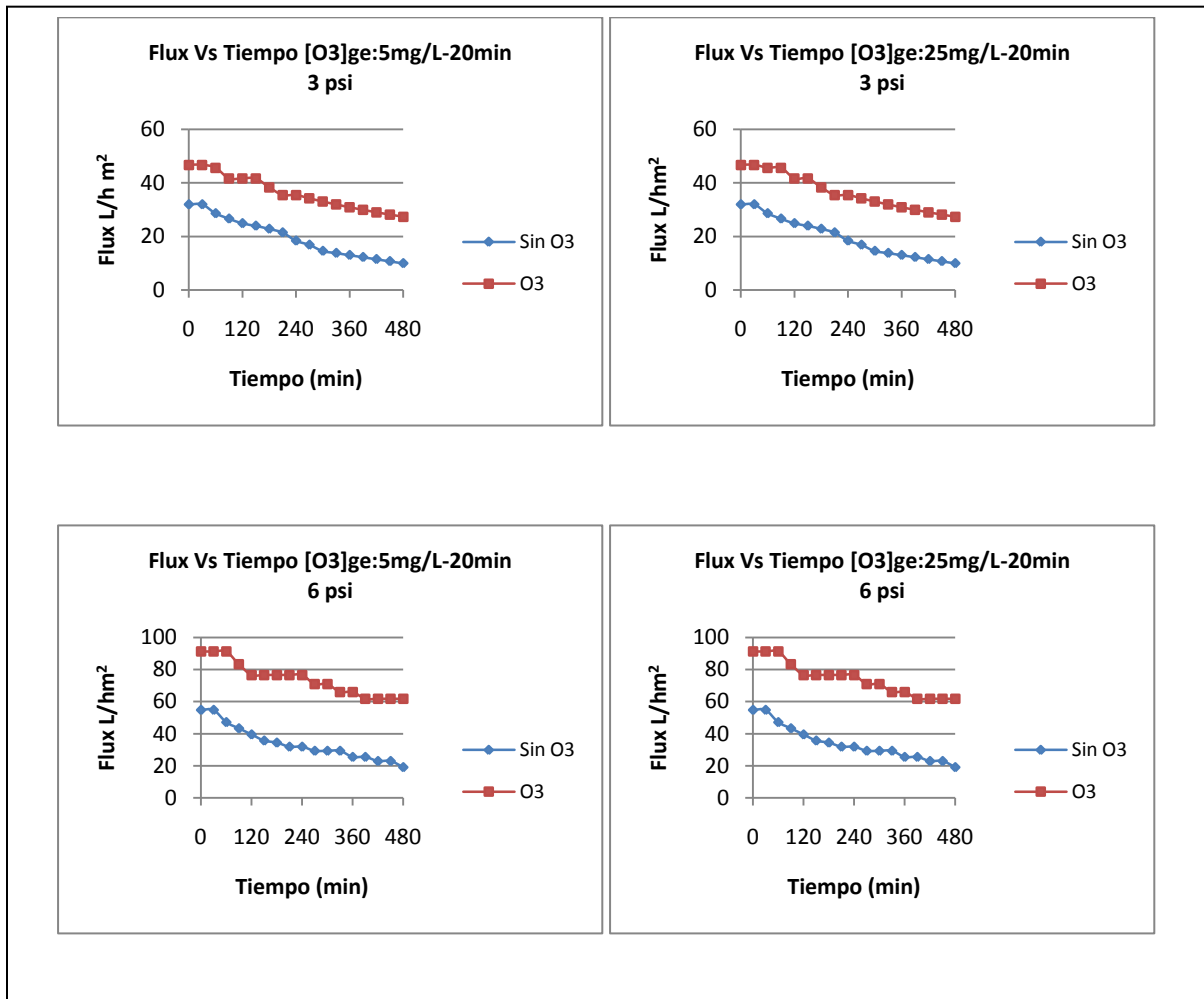 Flux Vs Tiempo [O3]ge:5mg/L-20min
3 psi
Flux L/h m²
60
40
20
0
0 120 240 360 480
Tiempo (min)
Sin O3
O3
Flux Vs Tiempo [O3]ge:25mg/L-20min
3 psi
Flux L/hm²
60
40
20
0
0 120 240 360 480
Tiempo (min)
Sin O3
O3
Flux Vs Tiempo [O3]ge:5mg/L-20min
6 psi
Flux L/hm²
100
80
60
40
20
0
0 120 240 360 480
Tiempo (min)
Sin O3
O3
Flux Vs Tiempo [O3]ge:25mg/L-20min
6 psi
Flux L/hm²
100
80
60
40
20
0
0 120 240 360 480
Tiempo (min)
Sin O3
O3